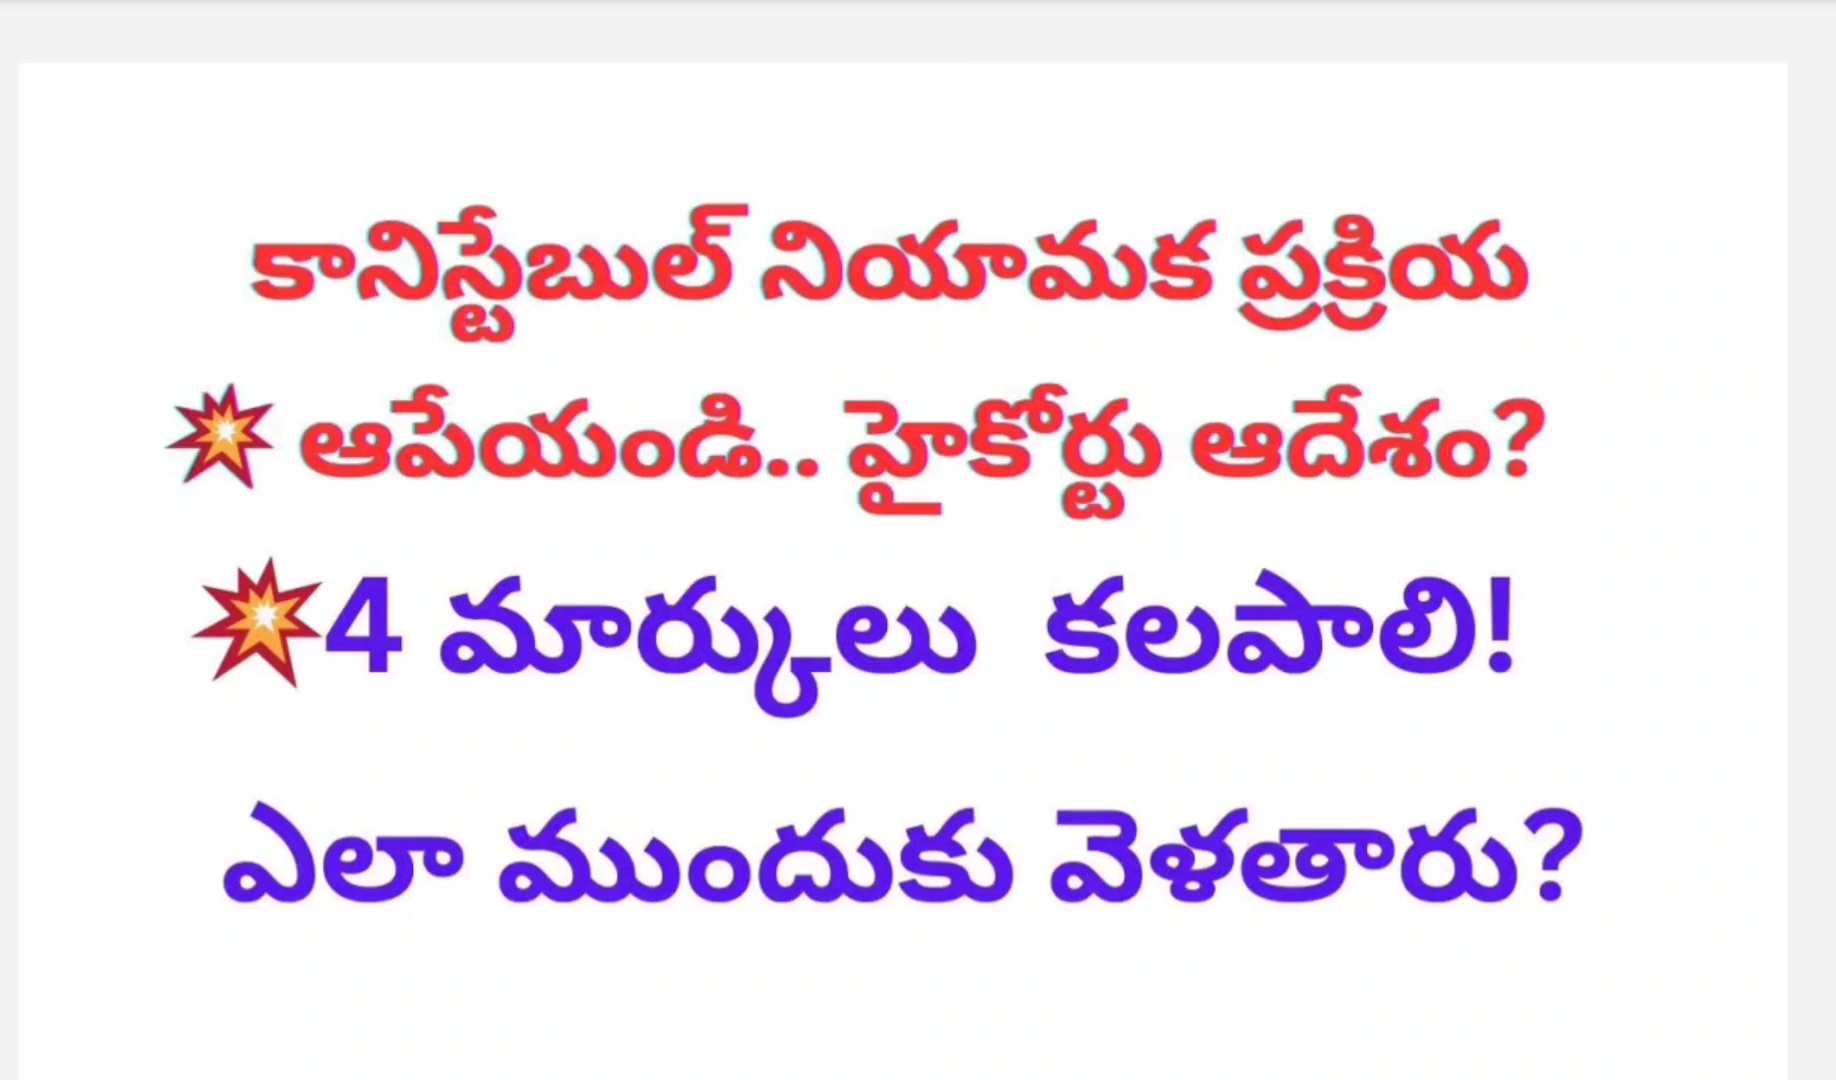 కానిస్టేబుల్ నియామక ప్రక్రియ
💥 ఆపేయండి.. హైకోర్టు ఆదేశం?
💥4 మార్కులు కలపాలి!
ఎలా ముందుకు వెళతారు?